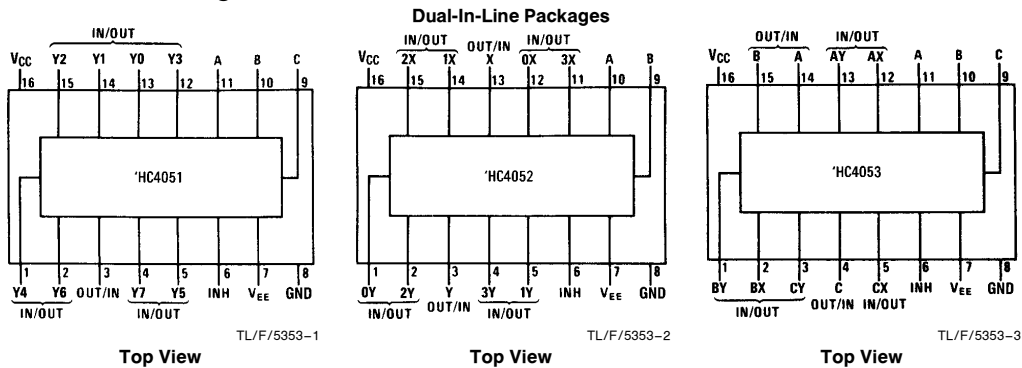 Dual-In-Line Packages
IN/OUT
VCC Y2 Y1 Y0 Y3 A B C
16 15 14 13 12 11 10 9
'HC4051
1 2 3 4 5 6 7 8
Y4 Y6 OUT/IN Y7 Y5 INH VEE GND
IN/OUT IN/OUT
TL/F/5353–1
Top View
IN/OUT OUT/IN IN/OUT
VCC 2X 1X X 0X 3X A B
16 15 14 13 12 11 10 9
'HC4052
1 2 3 4 5 6 7 8
0Y 2Y Y 3Y 1Y INH VEE GND
IN/OUT OUT/IN IN/OUT
TL/F/5353–2
Top View
OUT/IN IN/OUT
VCC B A AY AX A B C
16 15 14 13 12 11 10 9
'HC4053
1 2 3 4 5 6 7 8
BY BX CY C CX INH VEE GND
IN/OUT OUT/IN IN/OUT
TL/F/5353–3
Top View